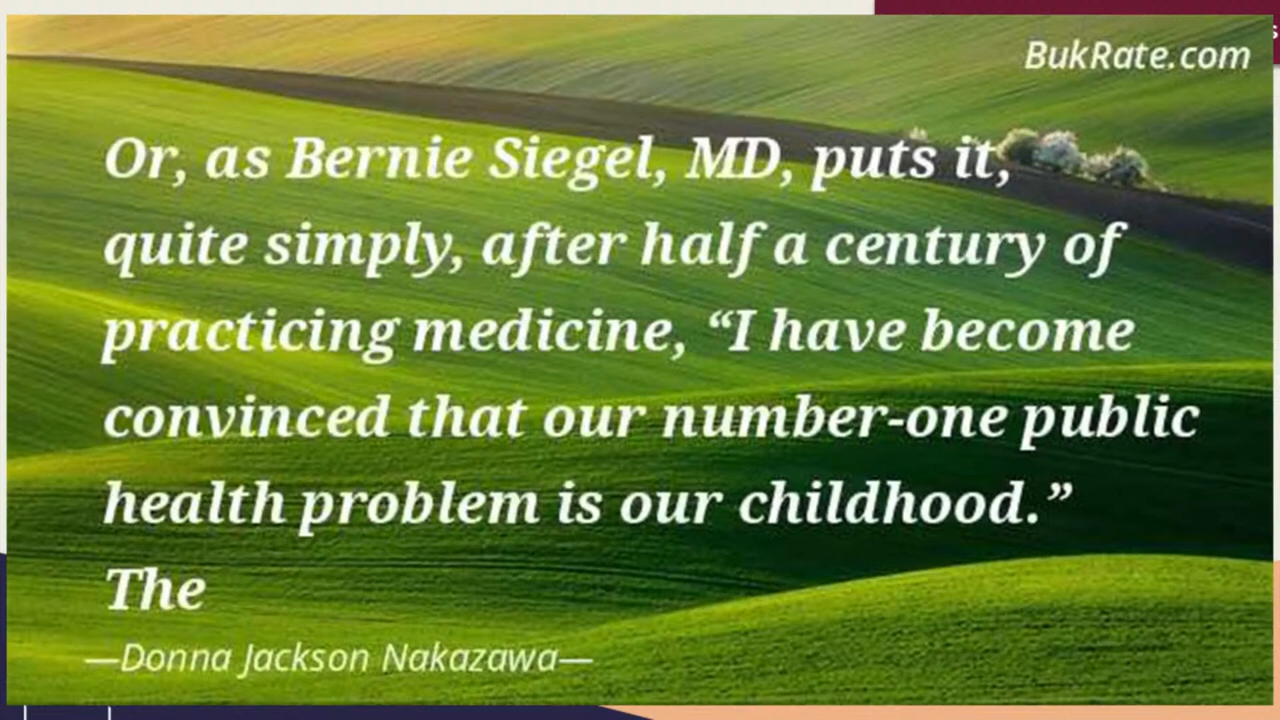 BukRate.com
Or, as Bernie Siegel, MD, puts it,
quite simply, after half a century of
practicing medicine, “I have become
convinced that our number-one public
health problem is our childhood.”
The
—Donna Jackson Nakazawa—